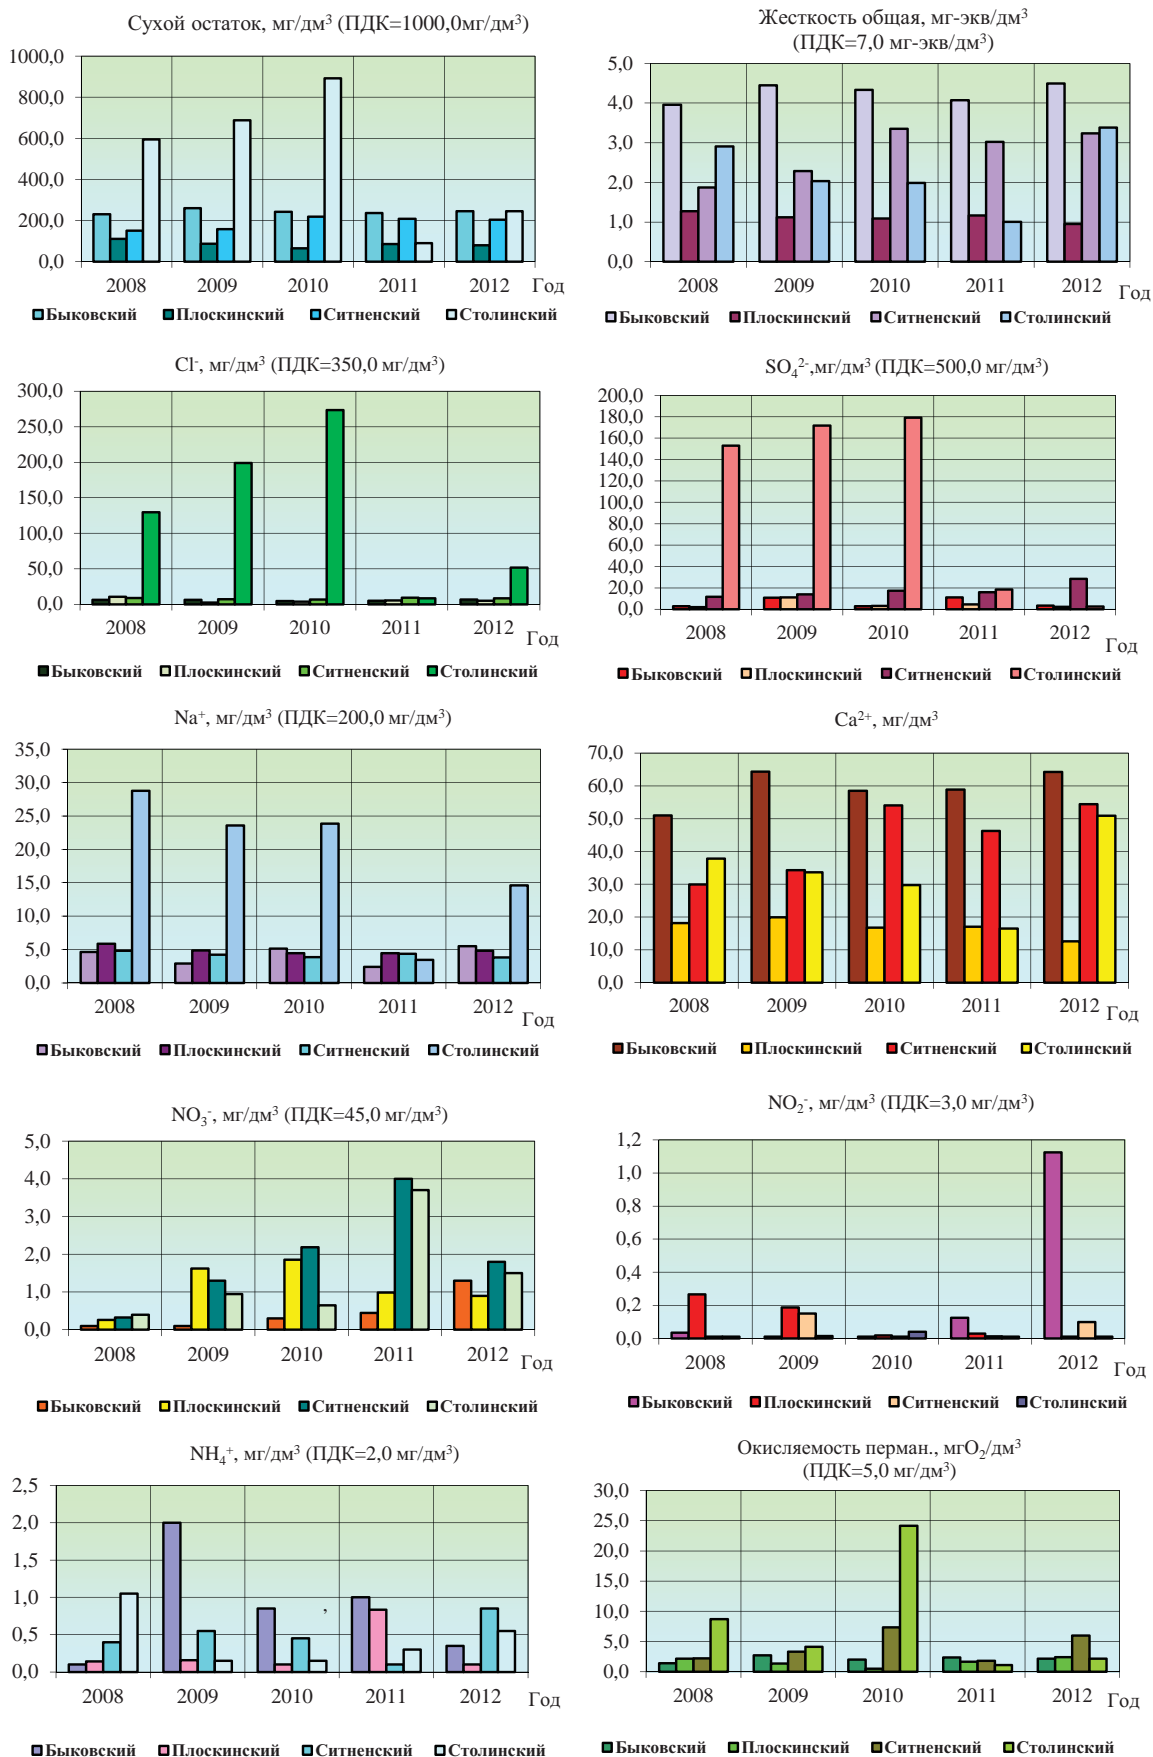 Сухой остаток, мг/дм³ (ПДК=1000,0мг/дм³)
1000,0
800,0
600,0
400,0
200,0
0,0
2008 2009 2010 2011 2012 Год
Быковский Плоскинский Ситненский Столинский
Жесткость общая, мг-экв/дм³
(ПДК=7,0 мг-экв/дм³)
5,0
4,0
3,0
2,0
1,0
0,0
2008 2009 2010 2011 2012 Год
Быковский Плоскинский Ситненский Столинский
Cl⁻, мг/дм³ (ПДК=350,0 мг/дм³)
300,0
250,0
200,0
150,0
100,0
50,0
0,0
2008 2009 2010 2011 2012 Год
Быковский Плоскинский Ситненский Столинский
SO₄²⁻,мг/дм³ (ПДК=500,0 мг/дм³)
200,0
180,0
160,0
140,0
120,0
100,0
80,0
60,0
40,0
20,0
0,0
2008 2009 2010 2011 2012 Год
Быковский Плоскинский Ситненский Столинский
Na⁺, мг/дм³ (ПДК=200,0 мг/дм³)
35,0
30,0
25,0
20,0
15,0
10,0
5,0
0,0
2008 2009 2010 2011 2012 Год
Быковский Плоскинский Ситненский Столинский
Ca²⁺, мг/дм³
70,0
60,0
50,0
40,0
30,0
20,0
10,0
0,0
2008 2009 2010 2011 2012 Год
Быковский Плоскинский Ситненский Столинский
NO₃⁻, мг/дм³ (ПДК=45,0 мг/дм³)
5,0
4,0
3,0
2,0
1,0
0,0
2008 2009 2010 2011 2012 Год
Быковский Плоскинский Ситненский Столинский
NO₂⁻, мг/дм³ (ПДК=3,0 мг/дм³)
1,2
1,0
0,8
0,6
0,4
0,2
0,0
2008 2009 2010 2011 2012 Год
Быковский Плоскинский Ситненский Столинский
NH₄⁺, мг/дм³ (ПДК=2,0 мг/дм³)
2,5
2,0
1,5
1,0
0,5
0,0
,
2008 2009 2010 2011 2012 Год
Быковский Плоскинский Ситненский Столинский
Окисляемость перман., мгO₂/дм³
(ПДК=5,0 мг/дм³)
30,0
25,0
20,0
15,0
10,0
5,0
0,0
2008 2009 2010 2011 2012 Год
Быковский Плоскинский Ситненский Столинский